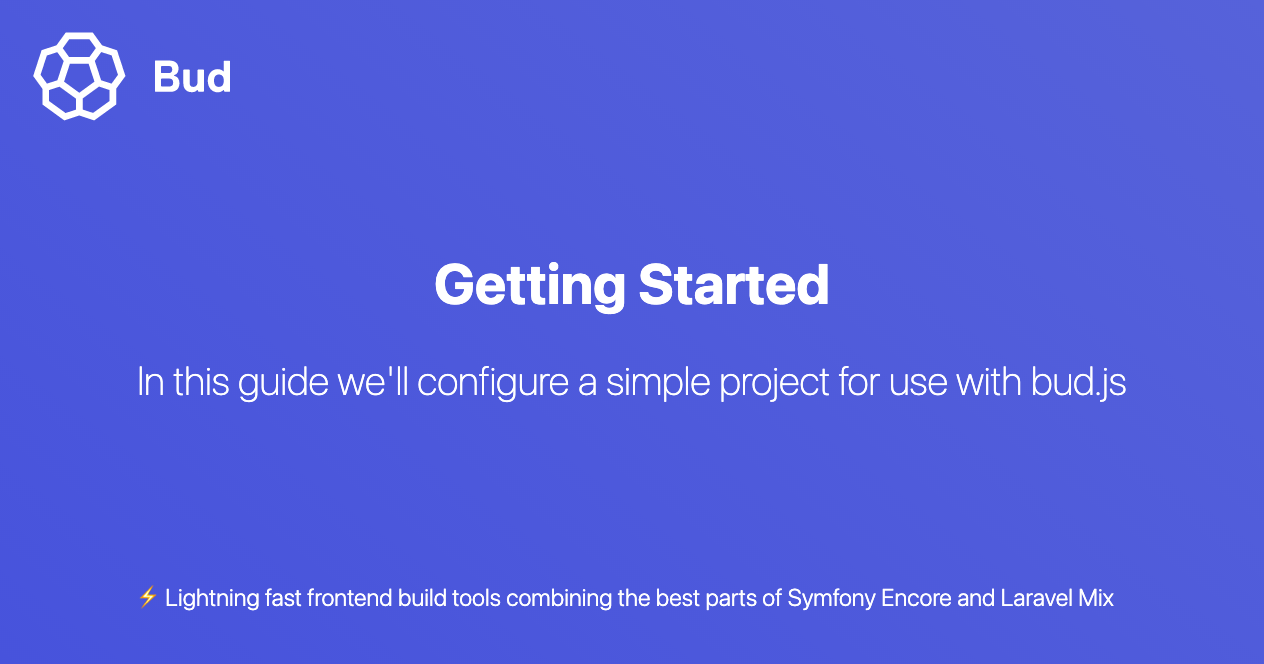 Bud
Getting Started
In this guide we'll configure a simple project for use with bud.js
⚡ Lightning fast frontend build tools combining the best parts of Symfony Encore and Laravel Mix